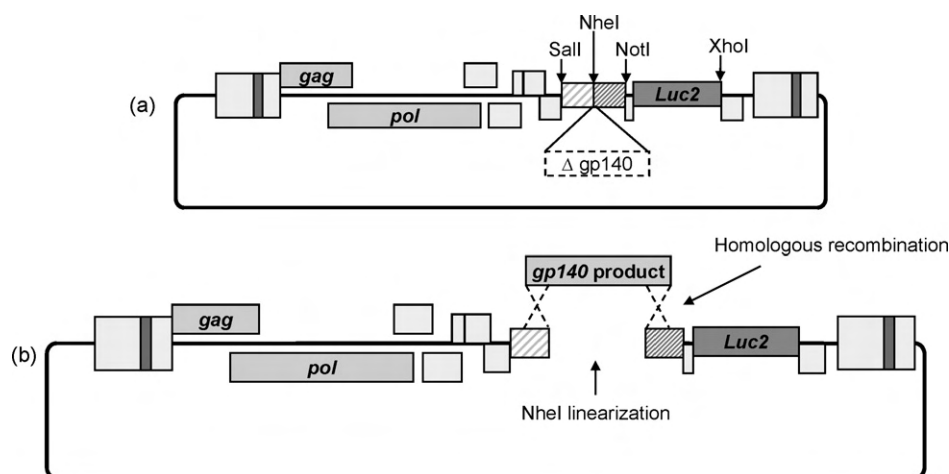 NheI
SalI
NotI
XhoI
gag
(a)
Luc2
pol
Δ gp140
Homologous recombination
gp140 product
gag
(b)
Luc2
pol
NheI linearization